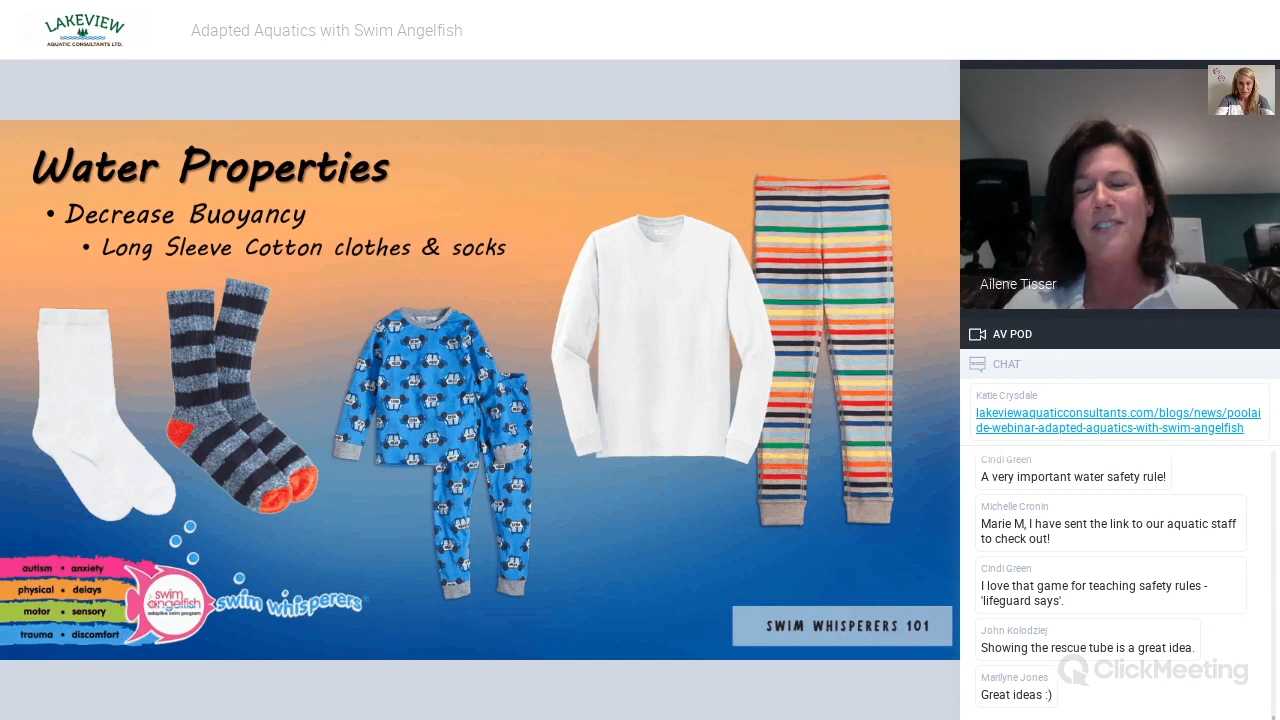 LAKEVIEW
AQUATIC CONSULTANTS LTD.
Adapted Aquatics with Swim Angelfish
Water Properties
• Decrease Buoyancy
• Long Sleeve Cotton clothes & socks
autism • anxiety
physical • delays
motor • sensory
trauma • discomfort
swim
angelfish
adaptive swim program
swim whisperers®
SWIM WHISPERERS 101
Ailene Tisser
AV POD
CHAT
Katie Crysdale
lakeviewaquaticconsultants.com/blogs/news/poolai
de-webinar-adapted-aquatics-with-swim-angelfish
Cindi Green
A very important water safety rule!
Michelle Cronin
Marie M, I have sent the link to our aquatic staff
to check out!
Cindi Green
I love that game for teaching safety rules -
'lifeguard says'.
John Kolodziej
Showing the rescue tube is a great idea.
Marilyne Jones
Great ideas :)
ClickMeeting